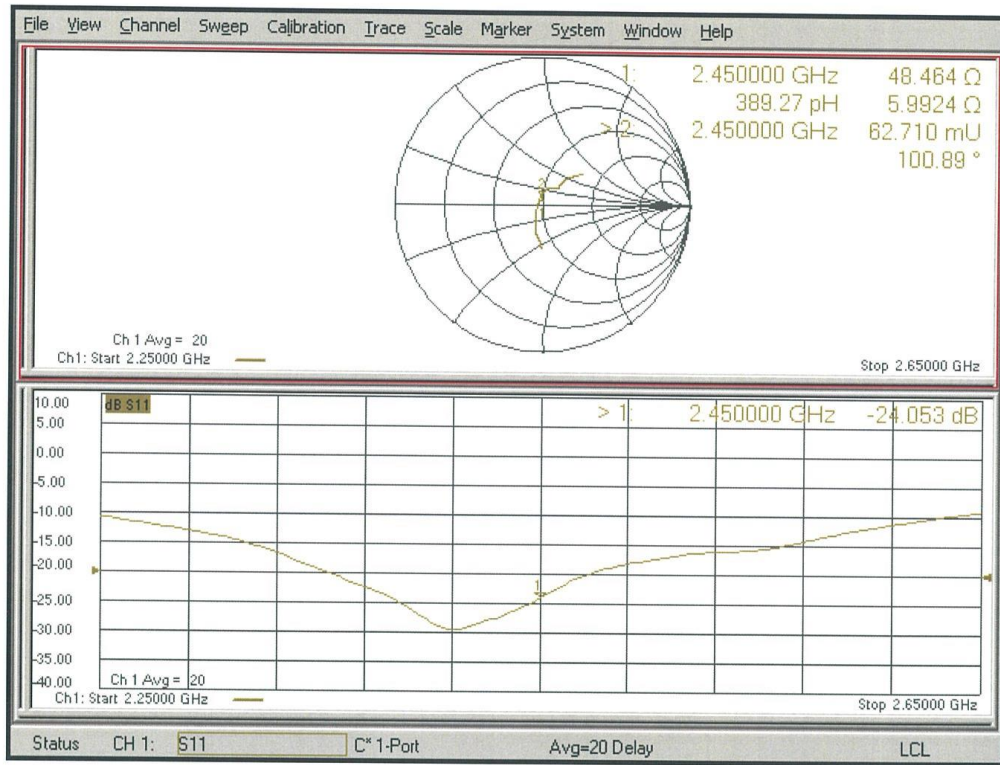 File View Channel Sweep Calibration Trace Scale Marker System Window Help
1: 2.450000 GHz 48.464 Ω
389.27 pH 5.9924 Ω
> 2: 2.450000 GHz 62.710 mU
100.89 °
2
Ch 1 Avg = 20
Ch1: Start 2.25000 GHz
Stop 2.65000 GHz
10.00 dB S11
> 1: 2.450000 GHz -24.053 dB
5.00
0.00
-5.00
-10.00
-15.00
-20.00
1
-25.00
-30.00
-35.00
-40.00
Ch 1 Avg = 20
Ch1: Start 2.25000 GHz
Stop 2.65000 GHz
Status CH 1: S11 C* 1-Port Avg=20 Delay LCL